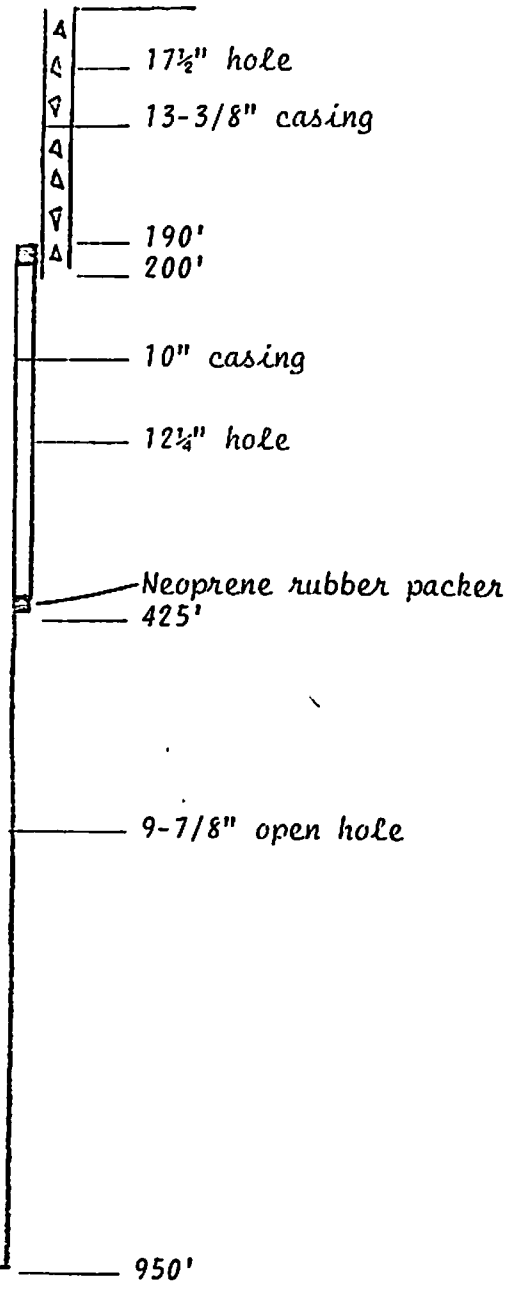 17½" hole
13-3/8" casing
190'
200'
10" casing
12¼" hole
Neoprene rubber packer
425'
9-7/8" open hole
950'